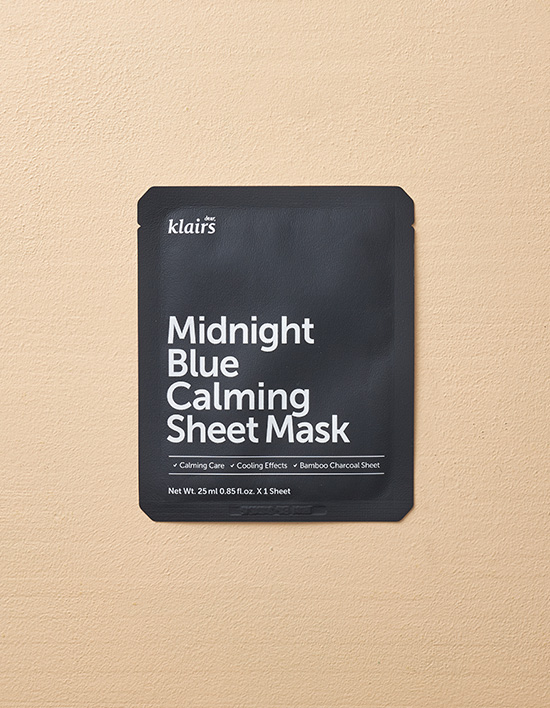 dear,
klairs
Midnight
Blue
Calming
Sheet Mask
✓ Calming Care ✓ Cooling Effects ✓ Bamboo Charcoal Sheet
Net Wt. 25 ml 0.85 fl.oz. X 1 Sheet